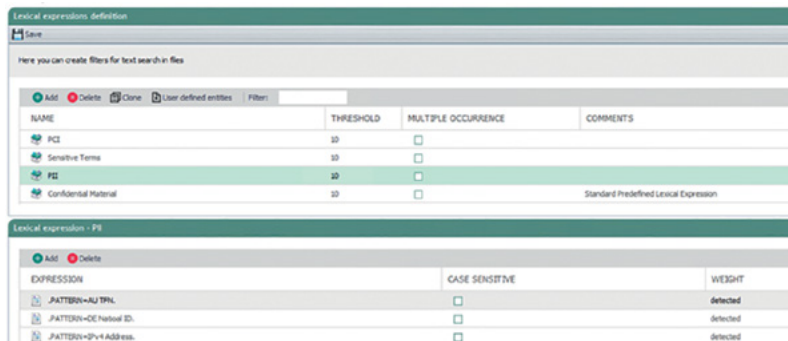 Lexical expressions definition
Save
Here you can create filters for text search in files
Add Delete Clone User defined entities Filter:
NAME THRESHOLD MULTIPLE OCCURRENCE COMMENTS
PCI 10
Sensitive Terms 10
PII 10
Confidential Material 10 Standard Predefined Lexical Expression
Lexical expression - PII
Add Delete
EXPRESSION CASE SENSITIVE WEIGHT
.PATTERN=AU TFN. detected
.PATTERN=DE Natioal ID. detected
.PATTERN=IPv4 Address. detected